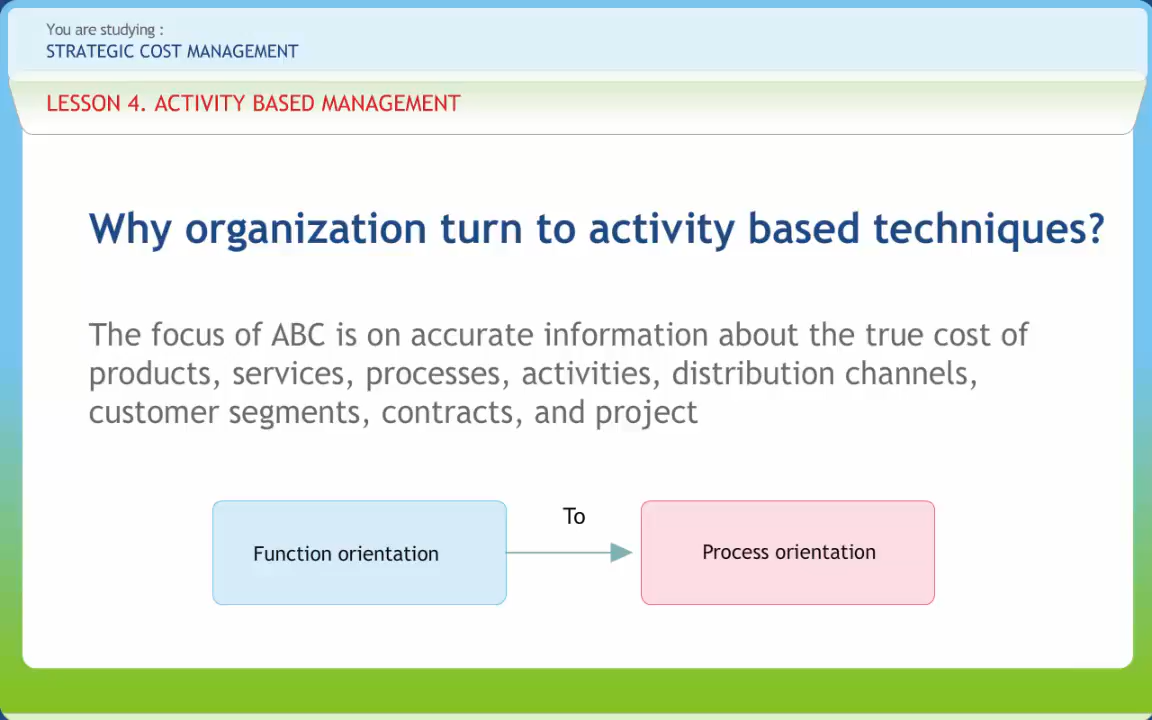 You are studying :
STRATEGIC COST MANAGEMENT
LESSON 4. ACTIVITY BASED MANAGEMENT
Why organization turn to activity based techniques?
The focus of ABC is on accurate information about the true cost of
products, services, processes, activities, distribution channels,
customer segments, contracts, and project
Function orientation
To
Process orientation